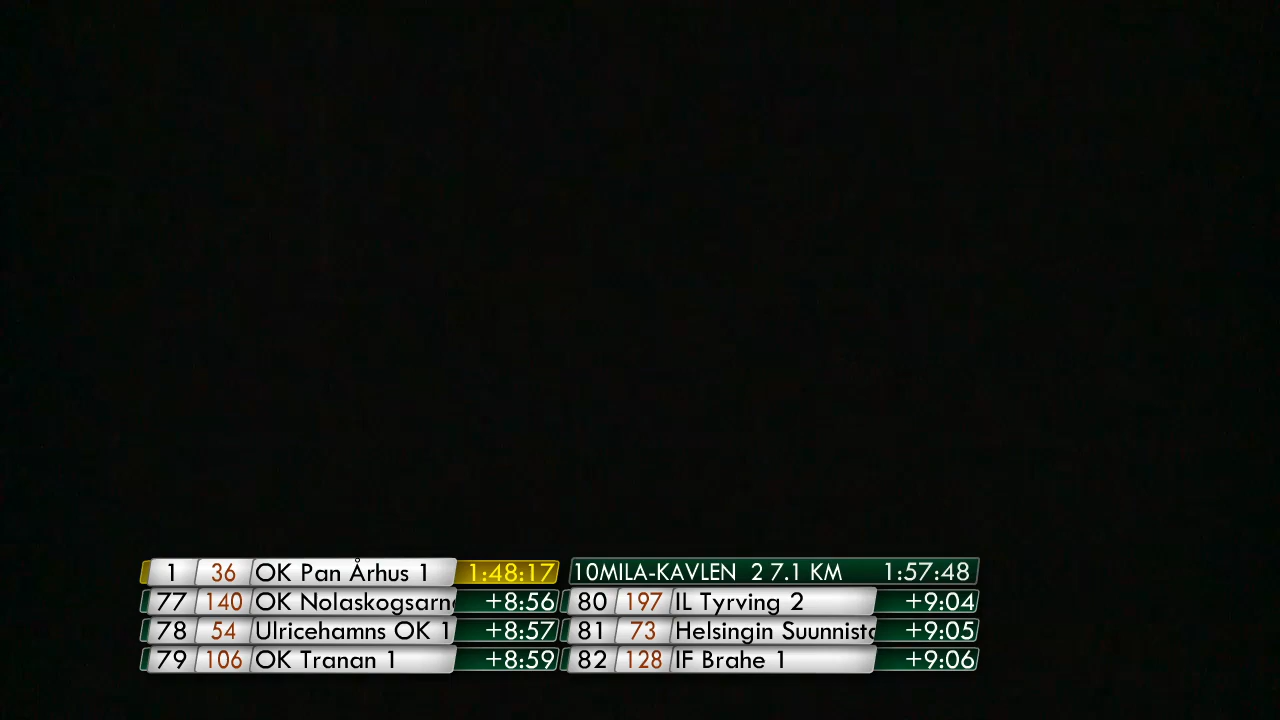 1 36 OK Pan Århus 1 1:48:17
77 140 OK Nolaskogsarn +8:56
78 54 Ulricehamns OK 1 +8:57
79 106 OK Tranan 1 +8:59
10MILA-KAVLEN 2 7.1 KM 1:57:48
80 197 IL Tyrving 2 +9:04
81 73 Helsingin Suunnisto +9:05
82 128 IF Brahe 1 +9:06